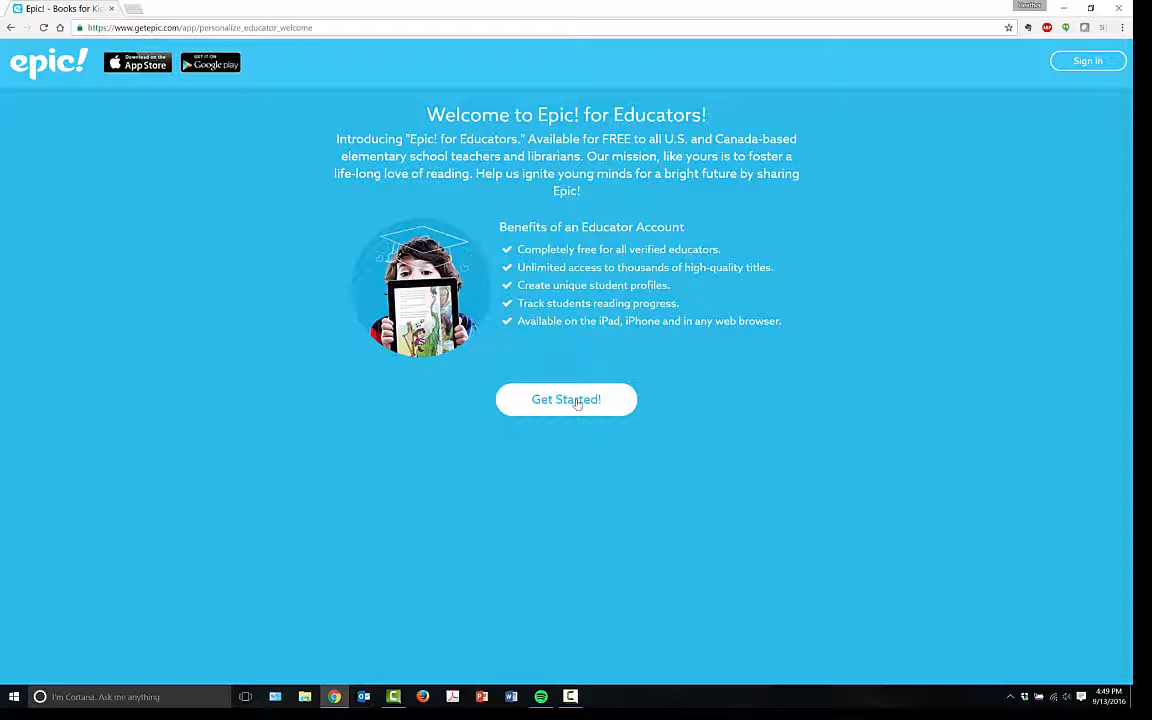 Epic! - Books for Ki
https://www.getepic.com/app/personalize_educator_welcome
epic!
Download on the
App Store
GET IT ON
Google play
Sign In
Welcome to Epic! for Educators!
Introducing "Epic! for Educators." Available for FREE to all U.S. and Canada-based
elementary school teachers and librarians. Our mission, like yours is to foster a
life-long love of reading. Help us ignite young minds for a bright future by sharing
Epic!
Benefits of an Educator Account
Completely free for all verified educators.
Unlimited access to thousands of high-quality titles.
Create unique student profiles.
Track students reading progress.
Available on the iPad, iPhone and in any web browser.
Get Started!
I'm Cortana. Ask me anything
4:49 PM
9/13/2016